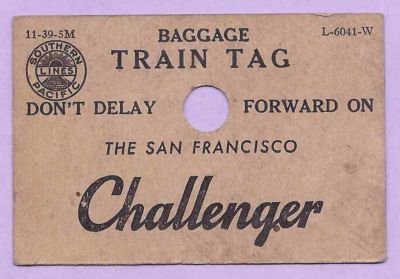 11-39-5M
BAGGAGE
L-6041-W
TRAIN TAG
SOUTHERN
LINES
PACIFIC
DON'T DELAY
FORWARD ON
THE SAN FRANCISCO
Challenger